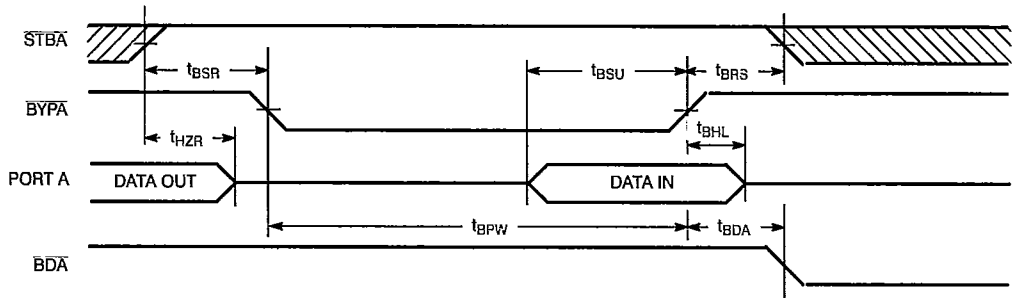 STBA
tBSR
tBSU
tBRS
BYPA
tHZR
tBHL
PORT A
DATA OUT
DATA IN
tBPW
tBDA
BDA